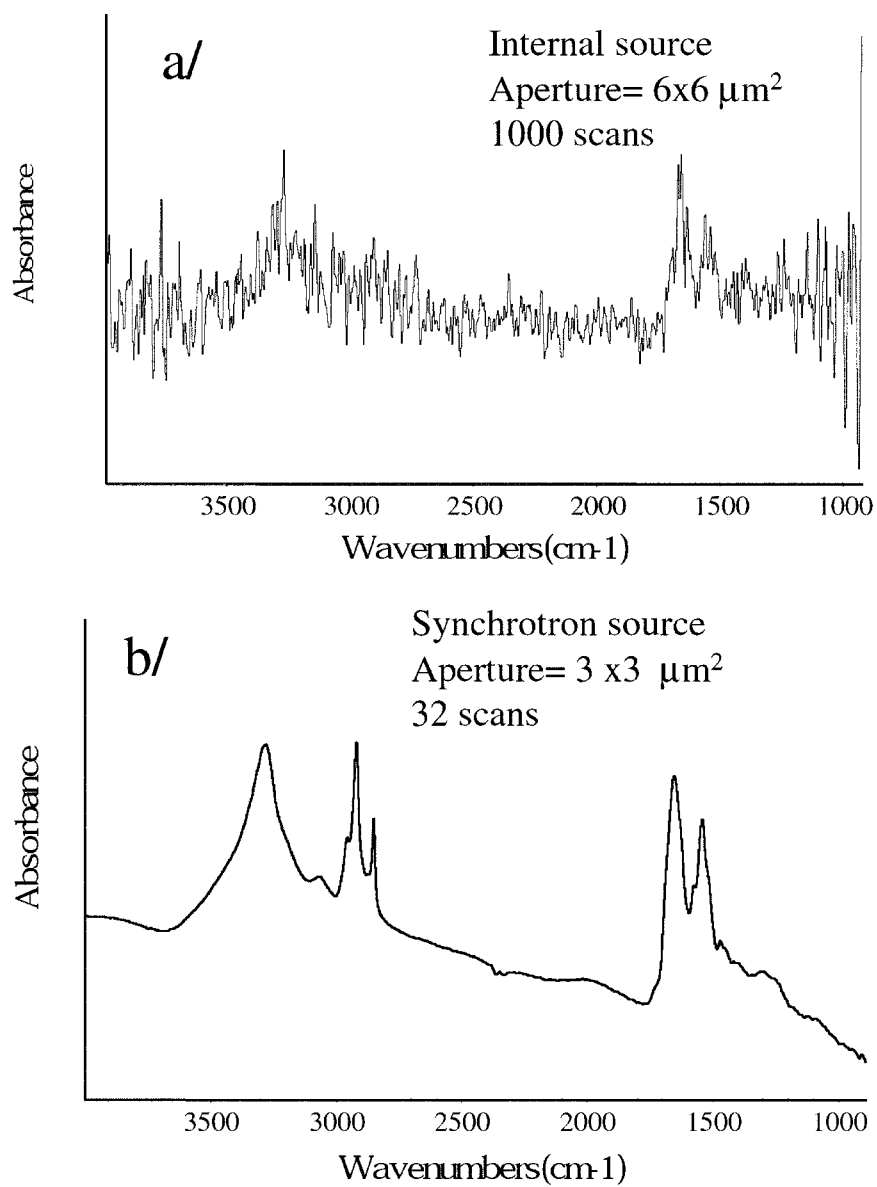 a/
Internal source
Aperture= 6x6 µm²
1000 scans
Absorbance
3500 3000 2500 2000 1500 1000
Wavenumbers(cm-1)
b/
Synchrotron source
Aperture= 3 x3 µm²
32 scans
Absorbance
3500 3000 2500 2000 1500 1000
Wavenumbers(cm-1)